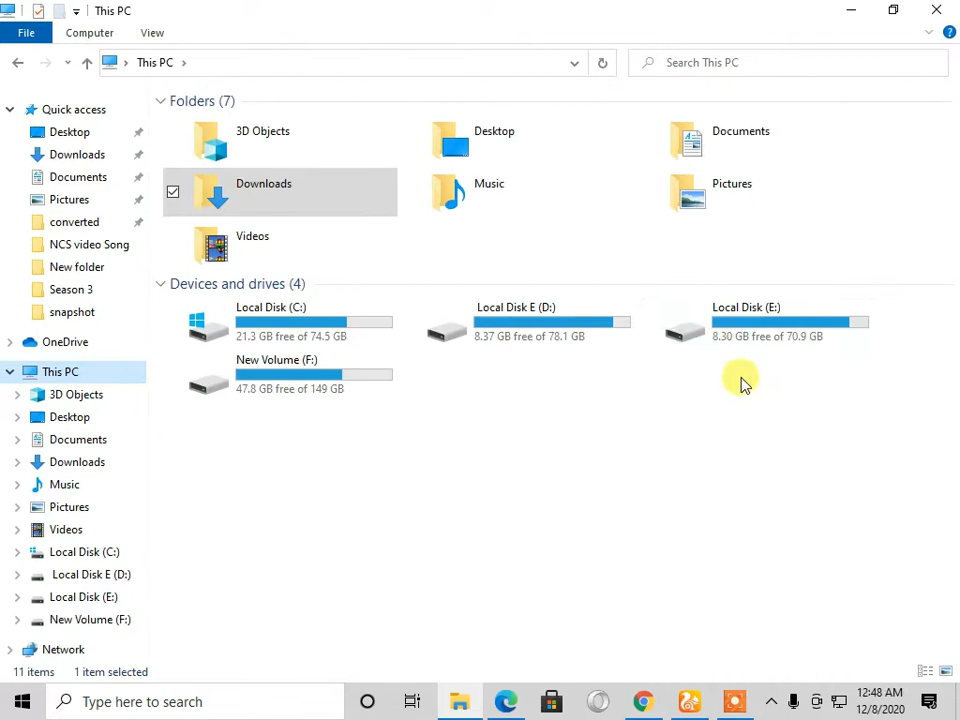 This PC
File Computer View
This PC
Search This PC
Quick access
Desktop
Downloads
Documents
Pictures
converted
NCS video Song
New folder
Season 3
snapshot
OneDrive
This PC
3D Objects
Desktop
Documents
Downloads
Music
Pictures
Videos
Local Disk (C:)
Local Disk E (D:)
Local Disk (E:)
New Volume (F:)
Network
Folders (7)
3D Objects
Desktop
Documents
Downloads
Music
Pictures
Videos
Devices and drives (4)
Local Disk (C:)
21.3 GB free of 74.5 GB
Local Disk E (D:)
8.37 GB free of 78.1 GB
Local Disk (E:)
8.30 GB free of 70.9 GB
New Volume (F:)
47.8 GB free of 149 GB
11 items 1 item selected
Type here to search
12:48 AM
12/8/2020